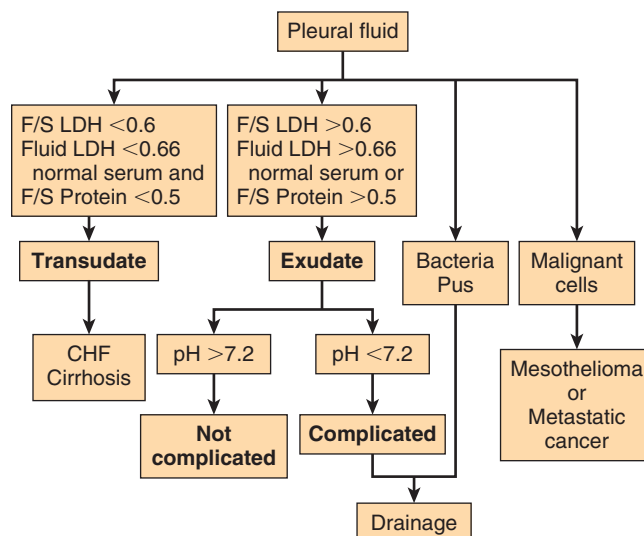 Pleural fluid
F/S LDH <0.6
Fluid LDH <0.66
normal serum and
F/S Protein <0.5
F/S LDH >0.6
Fluid LDH >0.66
normal serum or
F/S Protein >0.5
Transudate
Exudate
Bacteria
Pus
Malignant
cells
CHF
Cirrhosis
pH >7.2
pH <7.2
Mesothelioma
or
Metastatic
cancer
Not
complicated
Complicated
Drainage